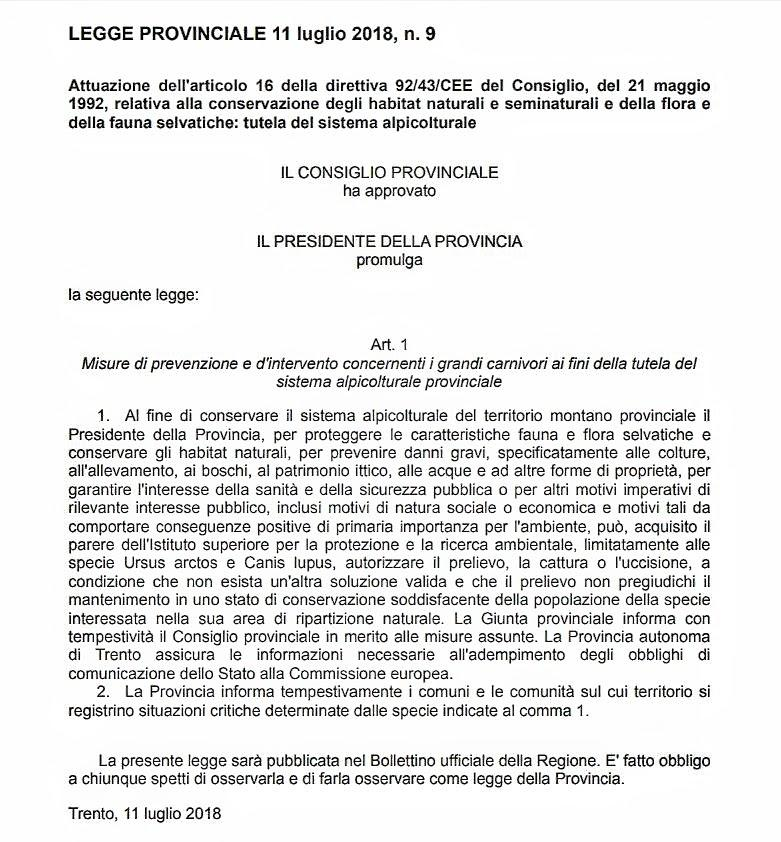 LEGGE PROVINCIALE 11 luglio 2018, n. 9
Attuazione dell'articolo 16 della direttiva 92/43/CEE del Consiglio, del 21 maggio
1992, relativa alla conservazione degli habitat naturali e seminaturali e della flora e
della fauna selvatiche: tutela del sistema alpicolturale
IL CONSIGLIO PROVINCIALE
ha approvato
IL PRESIDENTE DELLA PROVINCIA
promulga
la seguente legge:
Art. 1
Misure di prevenzione e d'intervento concernenti i grandi carnivori ai fini della tutela del
sistema alpicolturale provinciale
1. Al fine di conservare il sistema alpicolturale del territorio montano provinciale il
Presidente della Provincia, per proteggere le caratteristiche fauna e flora selvatiche e
conservare gli habitat naturali, per prevenire danni gravi, specificatamente alle colture,
all'allevamento, ai boschi, al patrimonio ittico, alle acque e ad altre forme di proprietà, per
garantire l'interesse della sanità e della sicurezza pubblica o per altri motivi imperativi di
rilevante interesse pubblico, inclusi motivi di natura sociale o economica e motivi tali da
comportare conseguenze positive di primaria importanza per l'ambiente, può, acquisito il
parere dell'Istituto superiore per la protezione e la ricerca ambientale, limitatamente alle
specie Ursus arctos e Canis lupus, autorizzare il prelievo, la cattura o l'uccisione, a
condizione che non esista un'altra soluzione valida e che il prelievo non pregiudichi il
mantenimento in uno stato di conservazione soddisfacente della popolazione della specie
interessata nella sua area di ripartizione naturale. La Giunta provinciale informa con
tempestività il Consiglio provinciale in merito alle misure assunte. La Provincia autonoma
di Trento assicura le informazioni necessarie all'adempimento degli obblighi di
comunicazione dello Stato alla Commissione europea.
2. La Provincia informa tempestivamente i comuni e le comunità sul cui territorio si
registrino situazioni critiche determinate dalle specie indicate al comma 1.
La presente legge sarà pubblicata nel Bollettino ufficiale della Regione. E' fatto obbligo
a chiunque spetti di osservarla e di farla osservare come legge della Provincia.
Trento, 11 luglio 2018